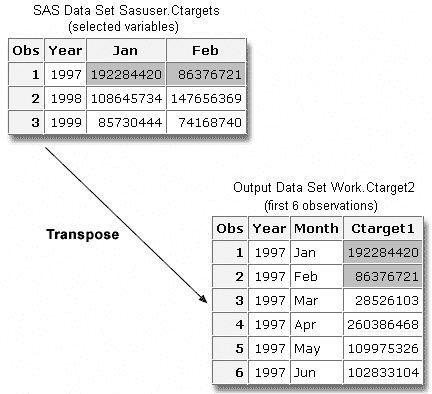 SAS Data Set Sasuser.Ctargets
(selected variables)
Obs Year Jan Feb
1 1997 192284420 86376721
2 1998 108645734 147656369
3 1999 85730444 74168740
Transpose
Output Data Set Work.Ctarget2
(first 6 observations)
Obs Year Month Ctarget1
1 1997 Jan 192284420
2 1997 Feb 86376721
3 1997 Mar 28526103
4 1997 Apr 260386468
5 1997 May 109975326
6 1997 Jun 102833104